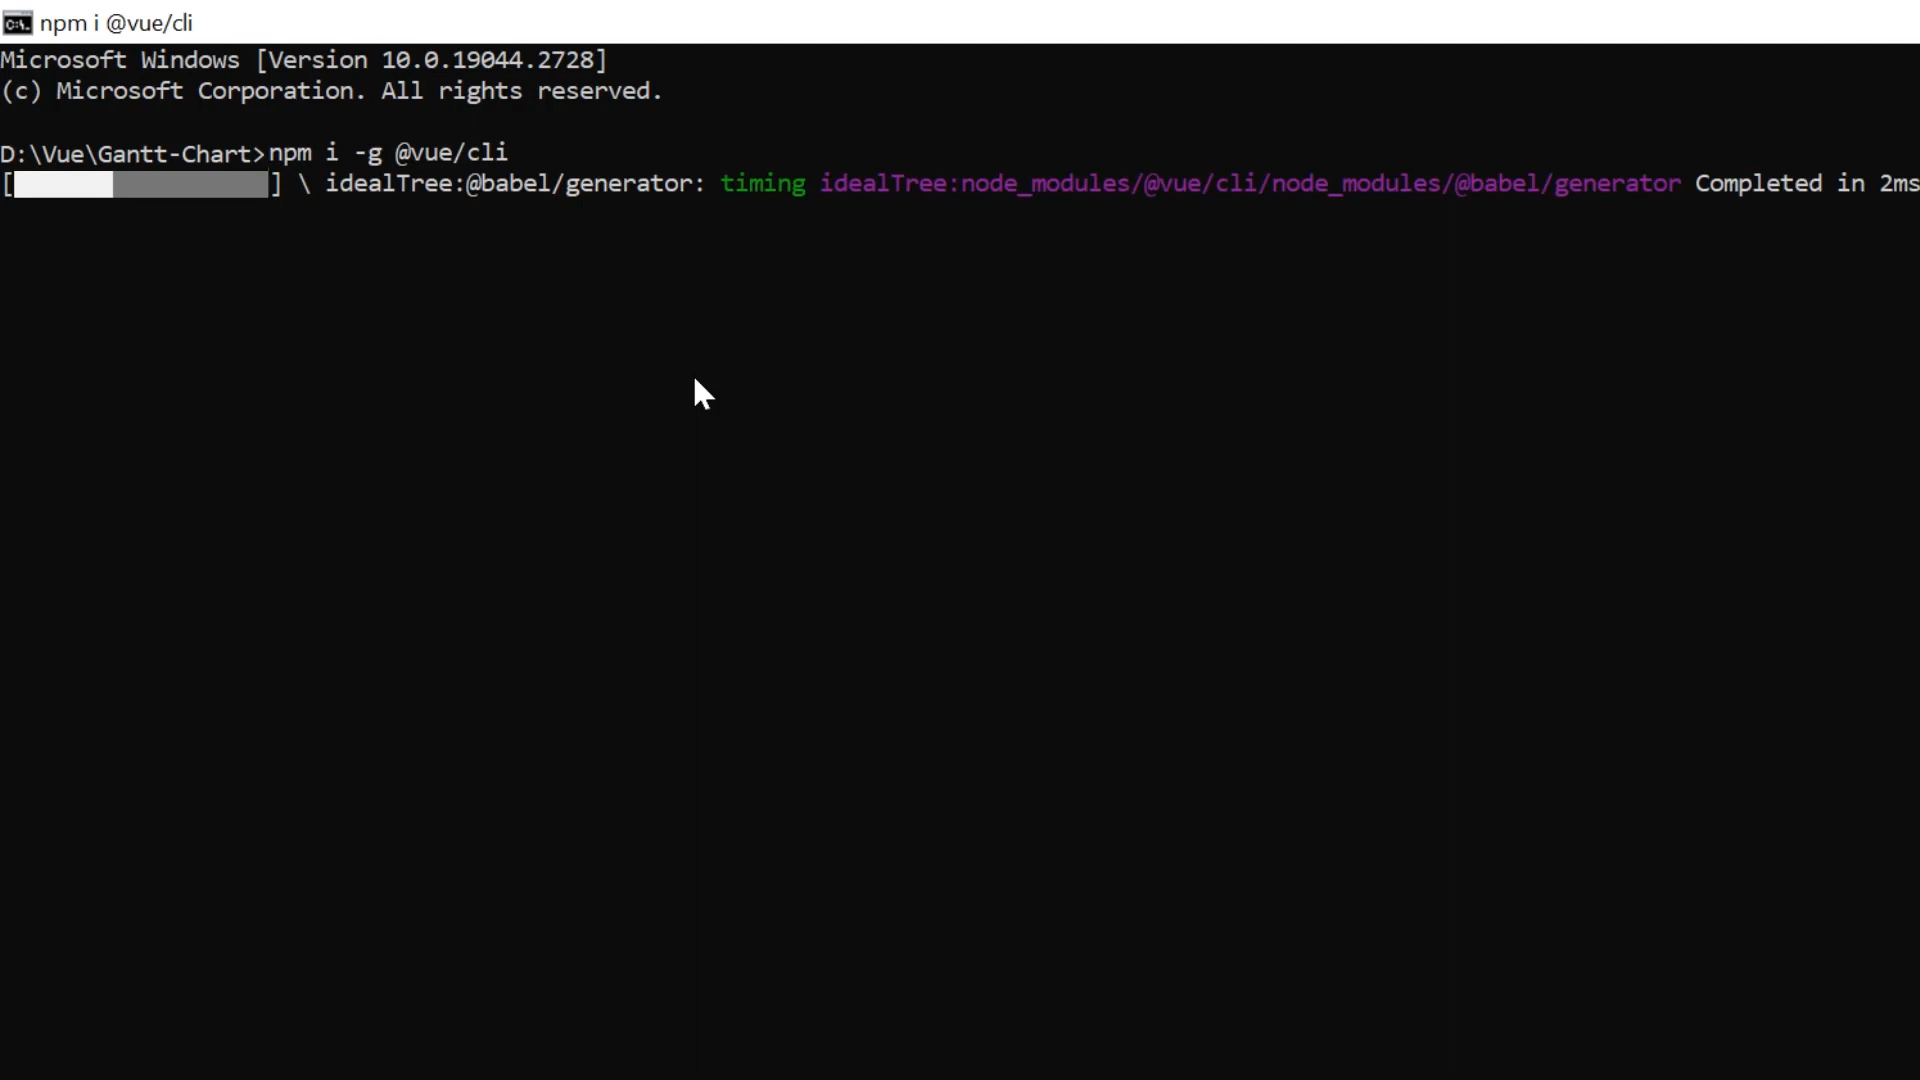 npm i @vue/cli
Microsoft Windows [Version 10.0.19044.2728]
(c) Microsoft Corporation. All rights reserved.
D:\Vue\Gantt-Chart>npm i -g @vue/cli
[] \ idealTree:@babel/generator: timing idealTree:node_modules/@vue/cli/node_modules/@babel/generator Completed in 2ms